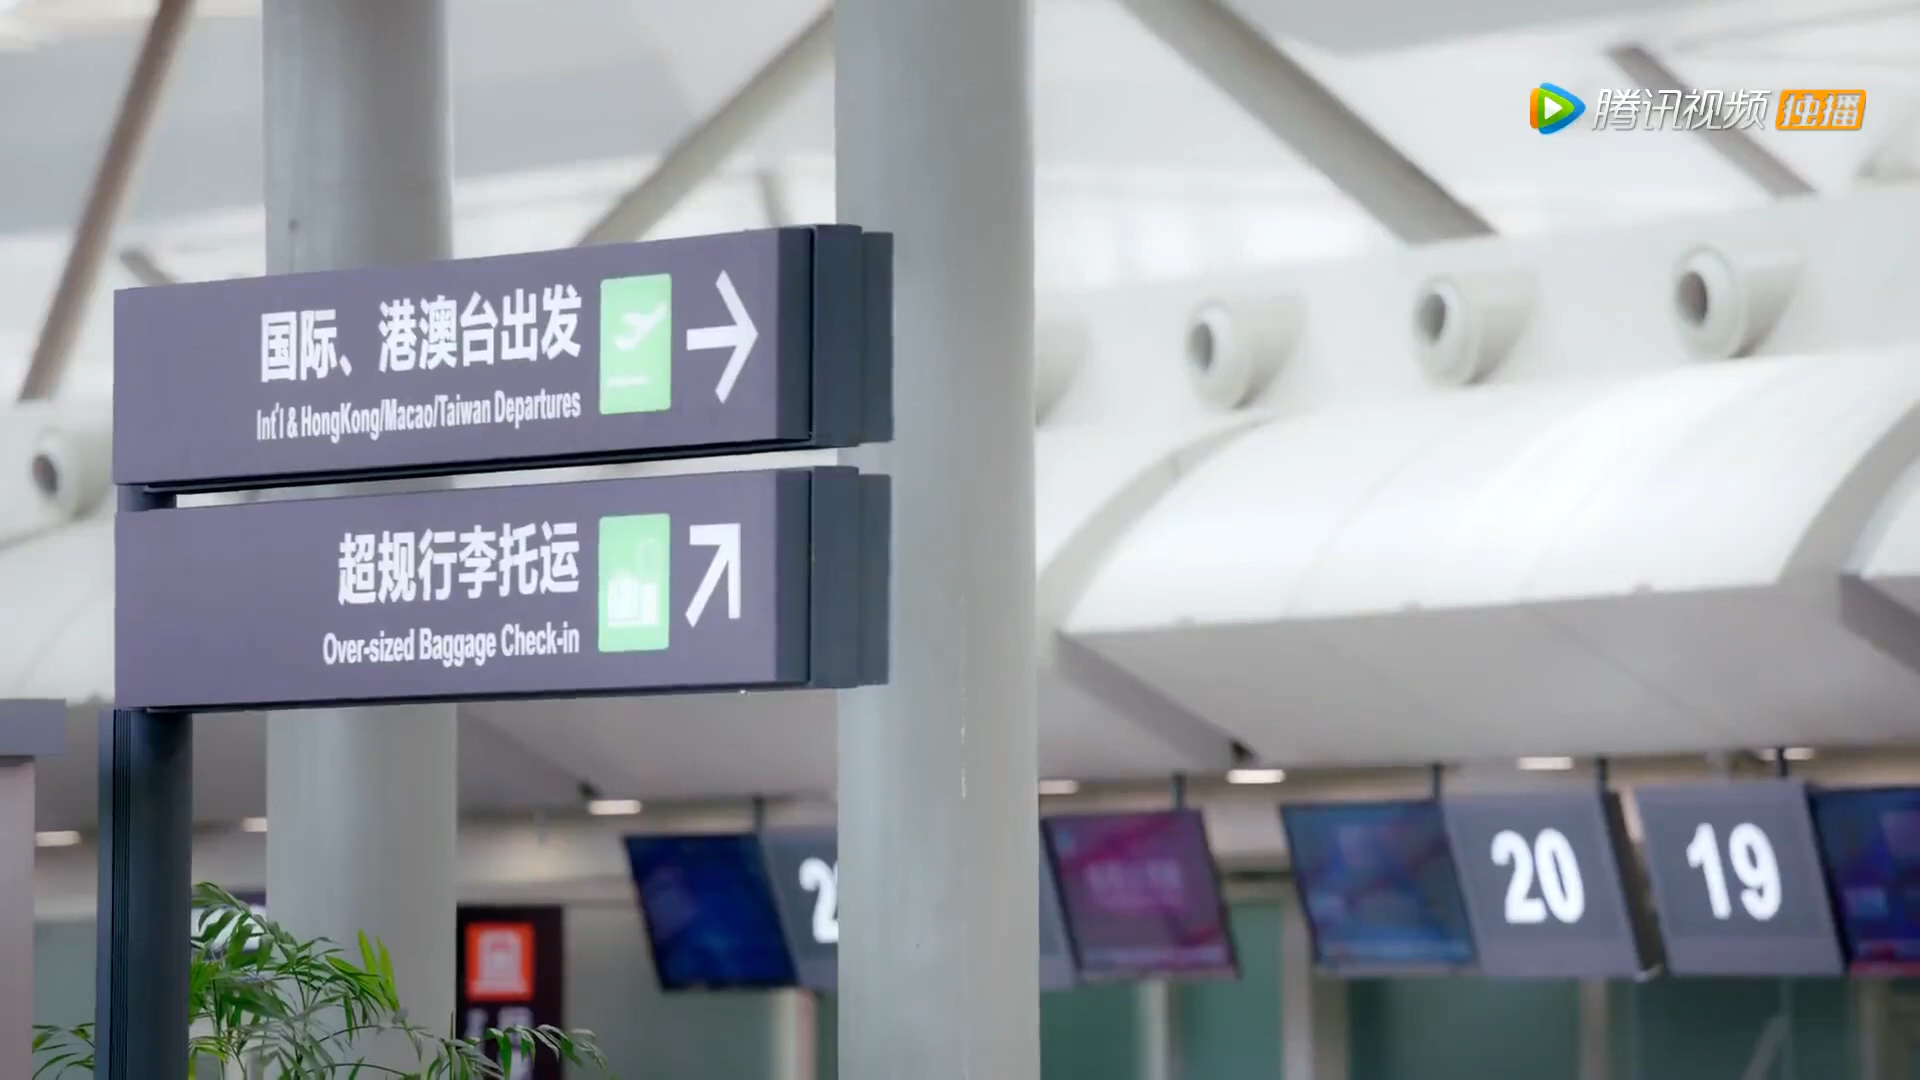 腾讯视频 独播
国际、港澳台出发
Int'l & HongKong/Macao/Taiwan Departures
超规行李托运
Over-sized Baggage Check-in
20
19